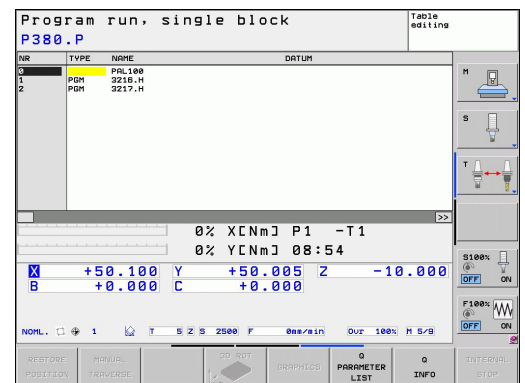 Program run, single block
Table
editing
P380.P
NR TYPE NAME DATUM
0 PAL100
1 PGM 3216.H
2 PGM 3217.H
M
S
T
>>
0% X[Nm] P1 -T1
0% Y[Nm] 08:54
X +50.100 Y +50.005 Z -10.000
B +0.000 C +0.000
S100%
OFF ON
F100%
OFF ON
NOML. 1 T 5 Z S 2500 F 0mm/min Ovr 100% M 5/9
RESTORE
POSITION
MANUAL
TRAVERSE
3D ROT
GRAPHICS
Q
PARAMETER
LIST
Q
INFO
INTERNAL
STOP